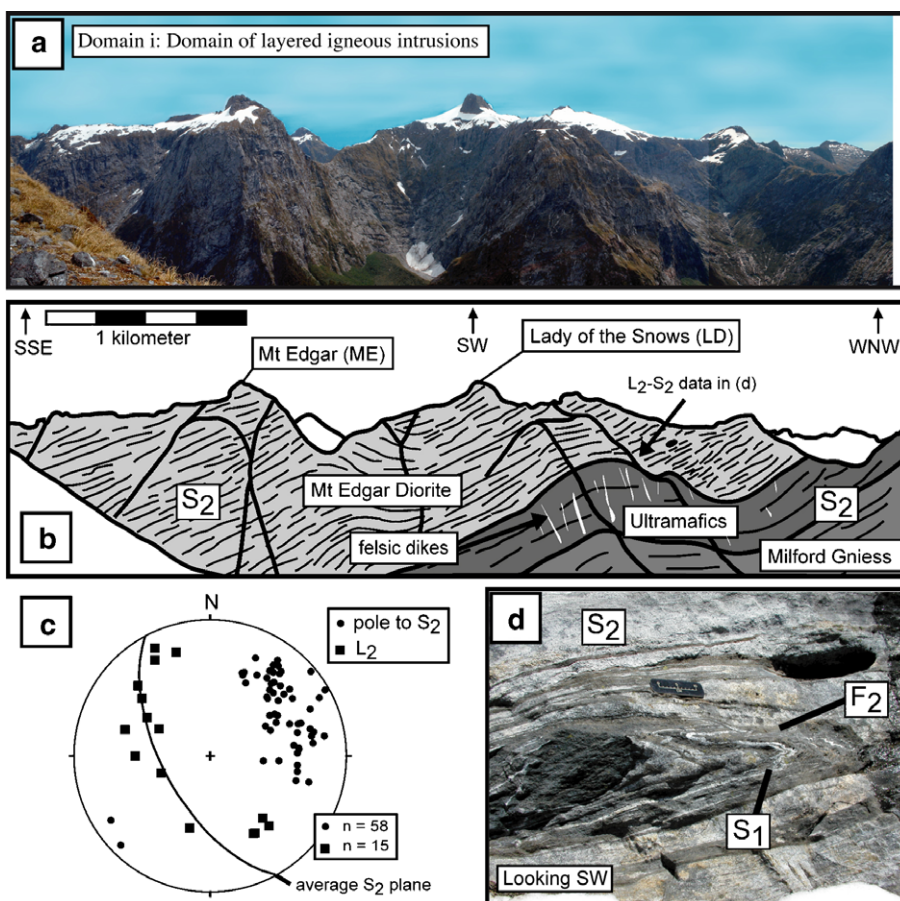 a
Domain i: Domain of layered igneous intrusions
1 kilometer
SSE
SW
WNW
Mt Edgar (ME)
Lady of the Snows (LD)
L2-S2 data in (d)
S2
Mt Edgar Diorite
Ultramafics
S2
felsic dikes
Milford Gniess
b
c
N
pole to S2
L2
n = 58
n = 15
average S2 plane
d
S2
F2
S1
Looking SW